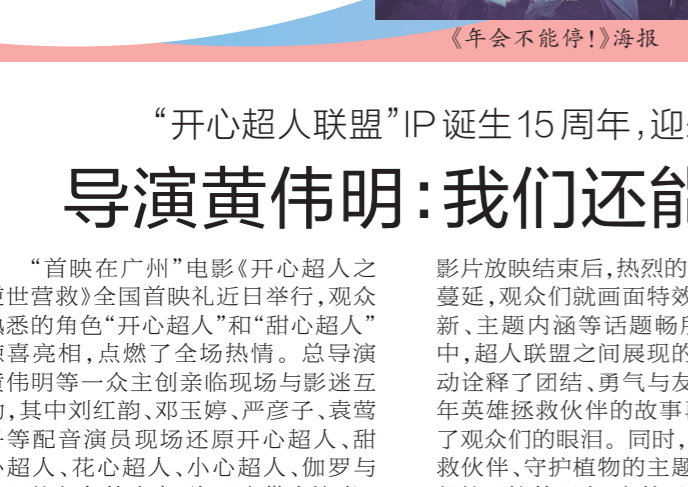 《年会不能停！》海报
“开心超人联盟”IP诞生15周年，迎
导演黄伟明：我们还能
“首映在广州”电影《开心超人之
逆世营救》全国首映礼近日举行，观众
熟悉的角色“开心超人”和“甜心超人”
惊喜亮相，点燃了全场热情。总导演
黄伟明等一众主创亲临现场与影迷互
动，其中刘红韵、邓玉婷、严彦子、袁莺
等配音演员现场还原开心超人、甜
心超人、花心超人、小心超人、伽罗与
影片放映结束后，热烈的
蔓延，观众们就画面特效
新、主题内涵等话题畅所
中，超人联盟之间展现的
动诠释了团结、勇气与友
年英雄拯救伙伴的故事
了观众们的眼泪。同时，
救伙伴、守护植物的主题